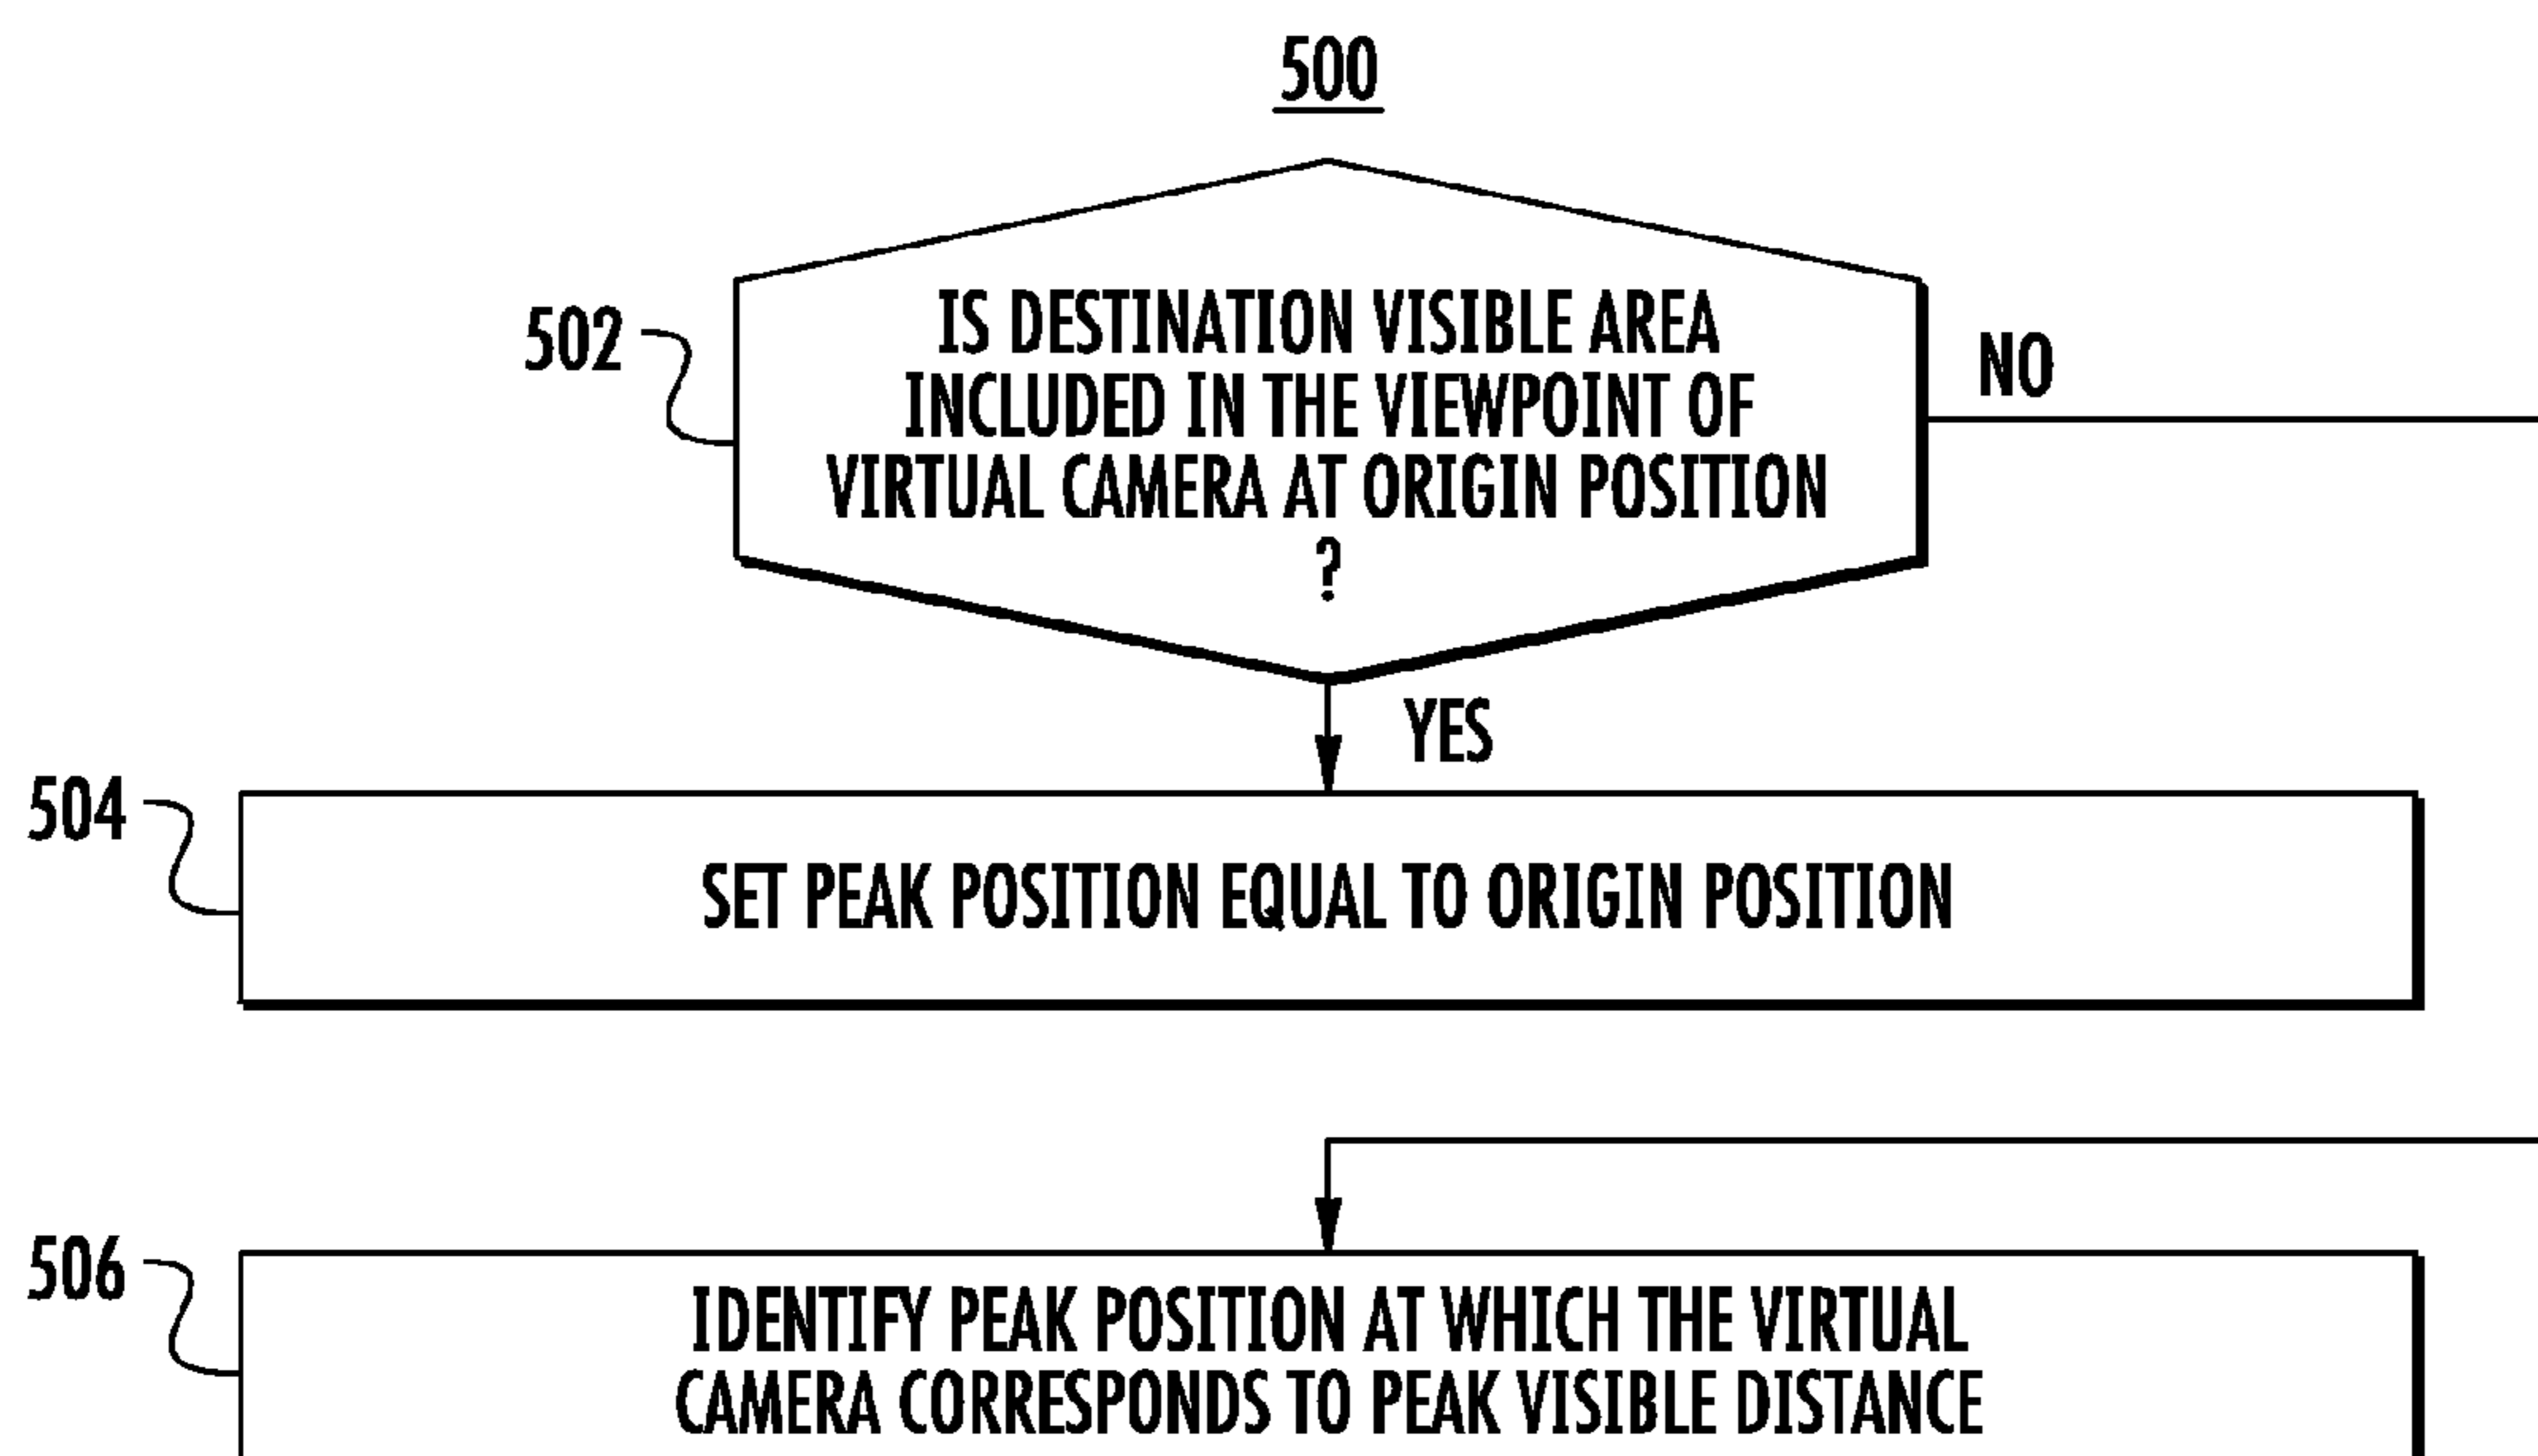 500
502
IS DESTINATION VISIBLE AREA
INCLUDED IN THE VIEWPOINT OF
VIRTUAL CAMERA AT ORIGIN POSITION
?
NO
YES
504
SET PEAK POSITION EQUAL TO ORIGIN POSITION
506
IDENTIFY PEAK POSITION AT WHICH THE VIRTUAL
CAMERA CORRESPONDS TO PEAK VISIBLE DISTANCE